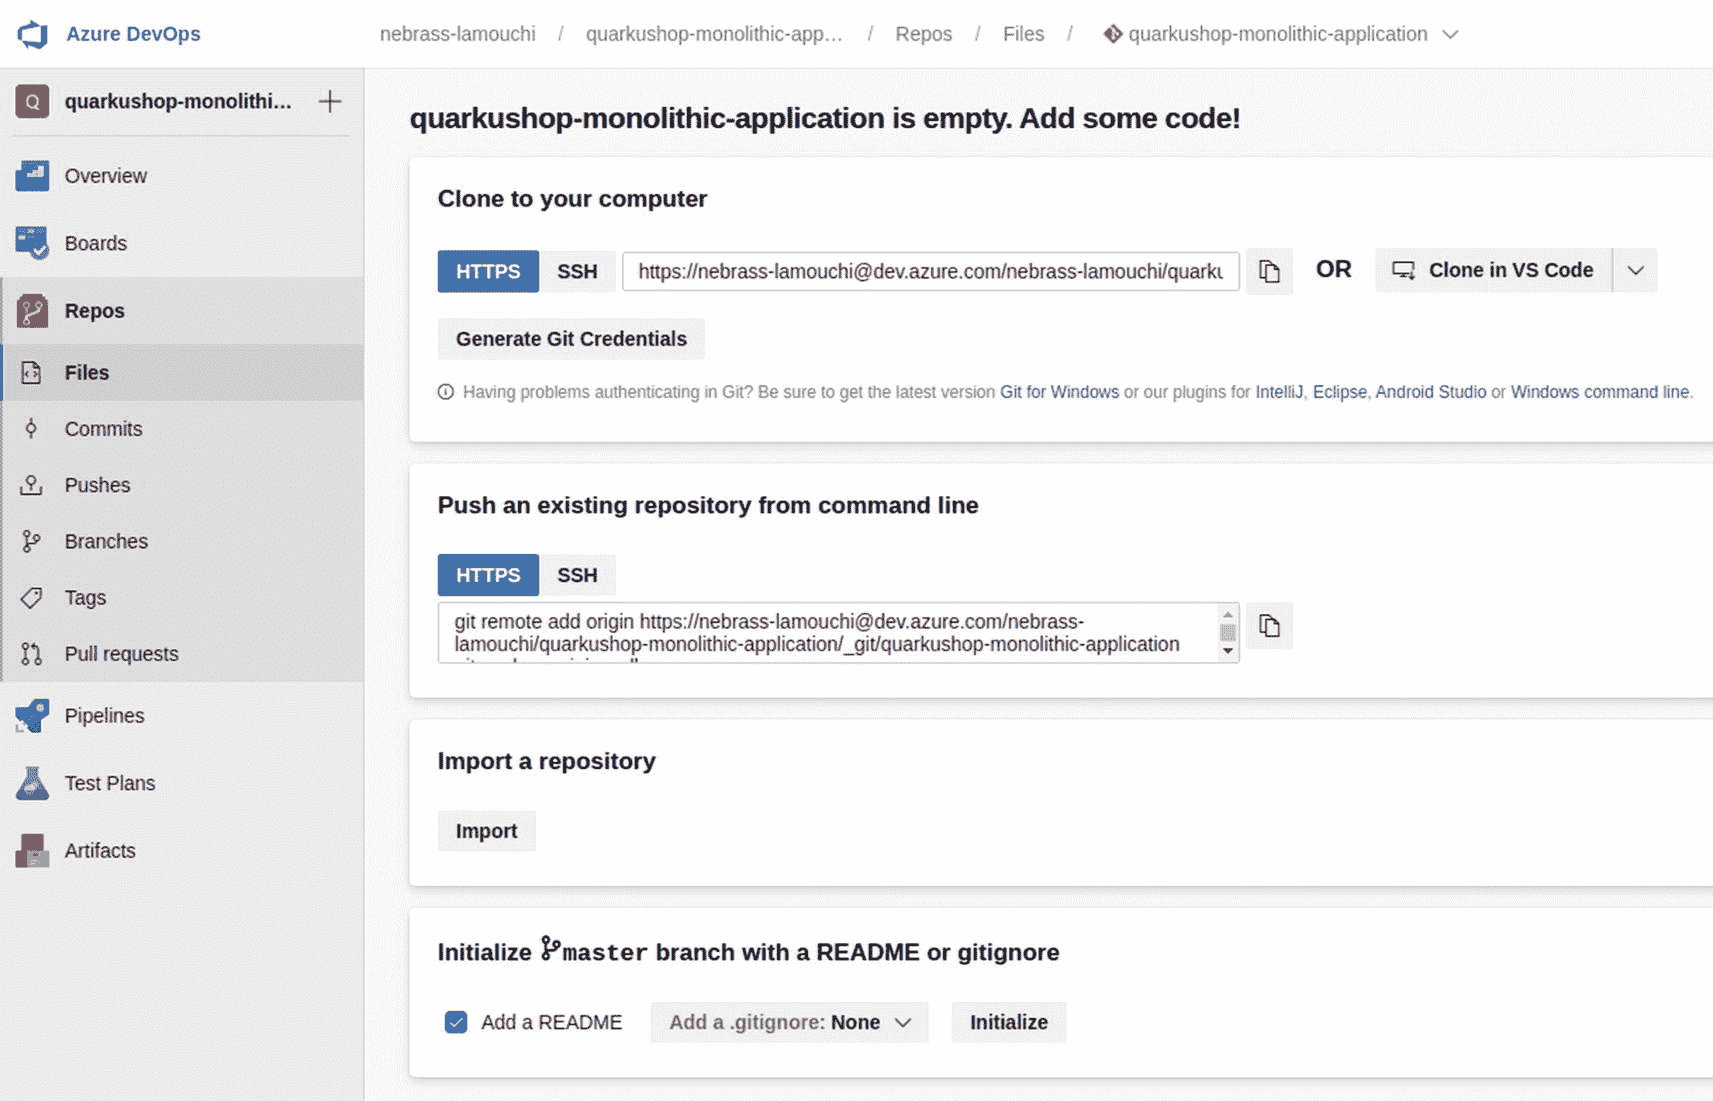 Azure DevOps
nebrass-lamouchi / quarkushop-monolithic-app... / Repos / Files / quarkushop-monolithic-application
Q quarkushop-monolithi...
Overview
Boards
Repos
Files
Commits
Pushes
Branches
Tags
Pull requests
Pipelines
Test Plans
Artifacts
quarkushop-monolithic-application is empty. Add some code!
Clone to your computer
HTTPS SSH https://nebrass-lamouchi@dev.azure.com/nebrass-lamouchi/quarku OR Clone in VS Code
Generate Git Credentials
Having problems authenticating in Git? Be sure to get the latest version Git for Windows or our plugins for IntelliJ, Eclipse, Android Studio or Windows command line.
Push an existing repository from command line
HTTPS SSH
git remote add origin https://nebrass-lamouchi@dev.azure.com/nebrass-
lamouchi/quarkushop-monolithic-application/_git/quarkushop-monolithic-application
Import a repository
Import
Initialize master branch with a README or gitignore
Add a README Add a .gitignore: None Initialize